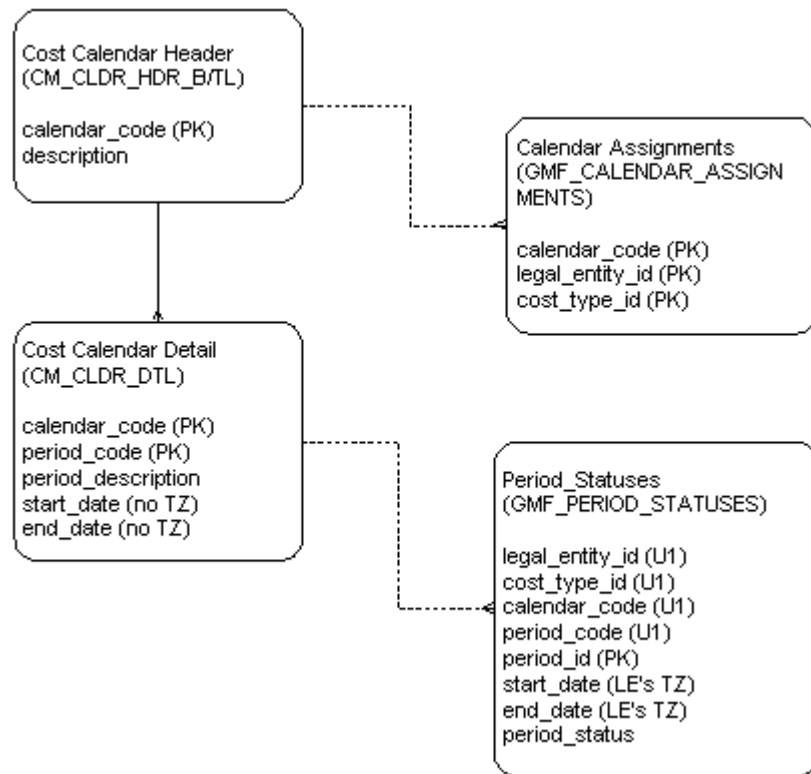 Cost Calendar Header
(CM_CLDR_HDR_B/TL)
calendar_code (PK)
description
Calendar Assignments
(GMF_CALENDAR_ASSIGN
MENTS)
calendar_code (PK)
legal_entity_id (PK)
cost_type_id (PK)
Cost Calendar Detail
(CM_CLDR_DTL)
calendar_code (PK)
period_code (PK)
period_description
start_date (no TZ)
end_date (no TZ)
Period_Statuses
(GMF_PERIOD_STATUSES)
legal_entity_id (U1)
cost_type_id (U1)
calendar_code (U1)
period_code (U1)
period_id (PK)
start_date (LE's TZ)
end_date (LE's TZ)
period_status